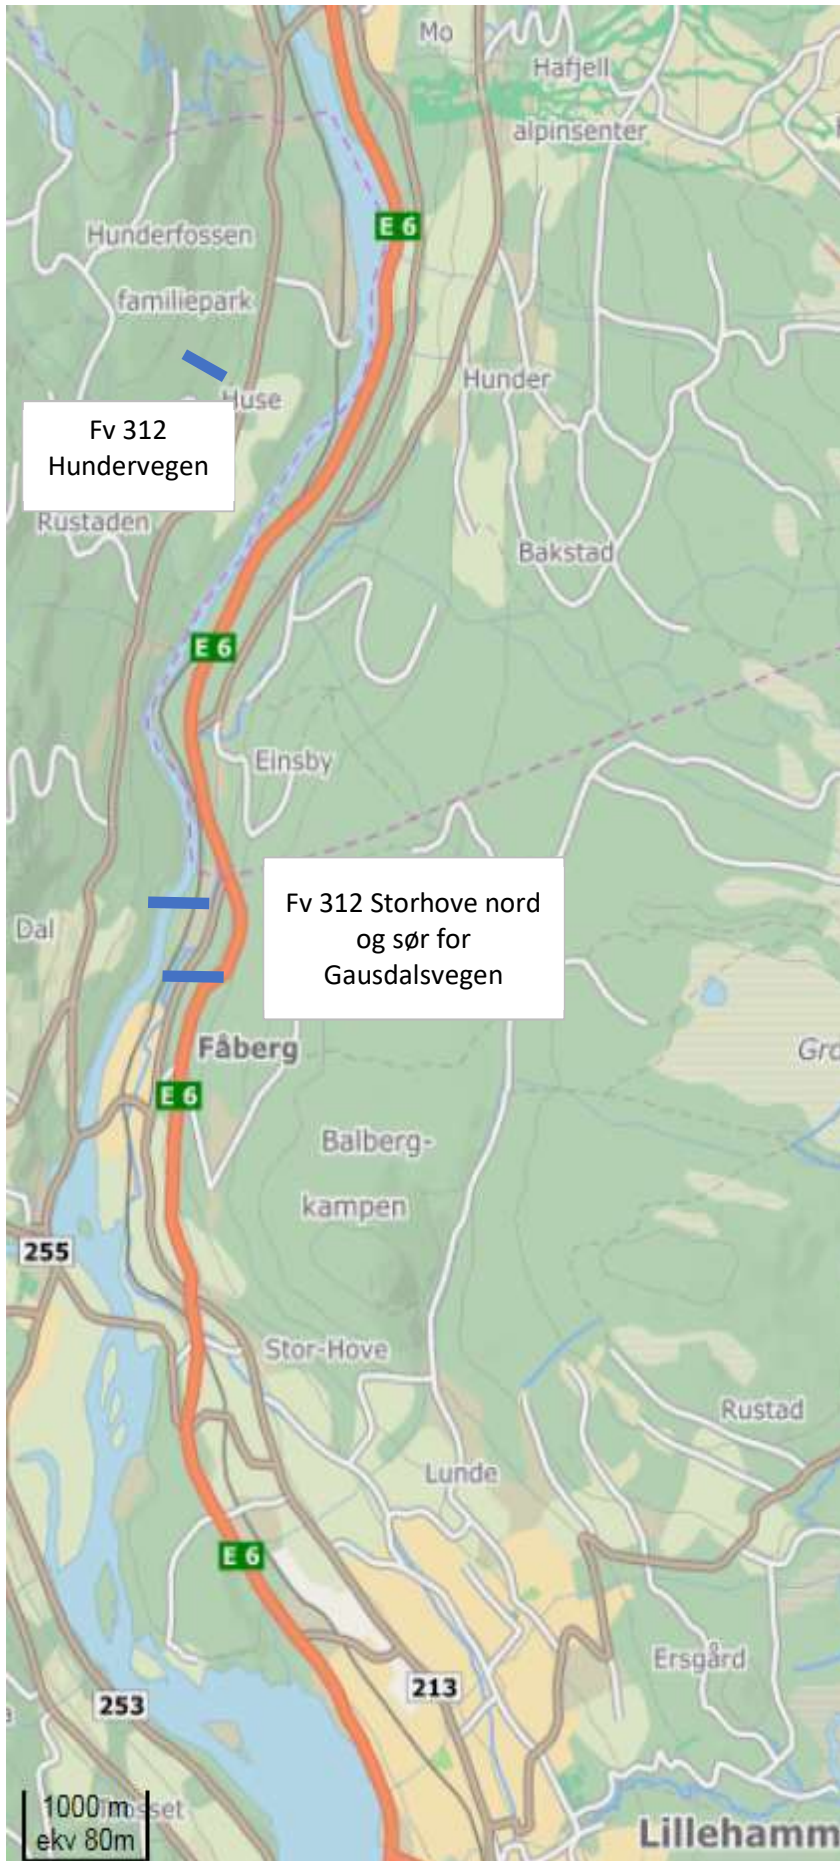 Mo
Hafjell
alpinsenter
Hunderfossen
familiepark
E 6
Huse
Hunder
Fv 312
Hundervegen
Rustaden
Bakstad
E 6
Einsby
Fv 312 Storhove nord
og sør for
Gausdalsvegen
Dal
Fåberg
E 6
Balberg-
kampen
255
Stor-Hove
Rustad
Lunde
E 6
Ersgård
213
253
1000 m
ekv 80m
Lillehamm